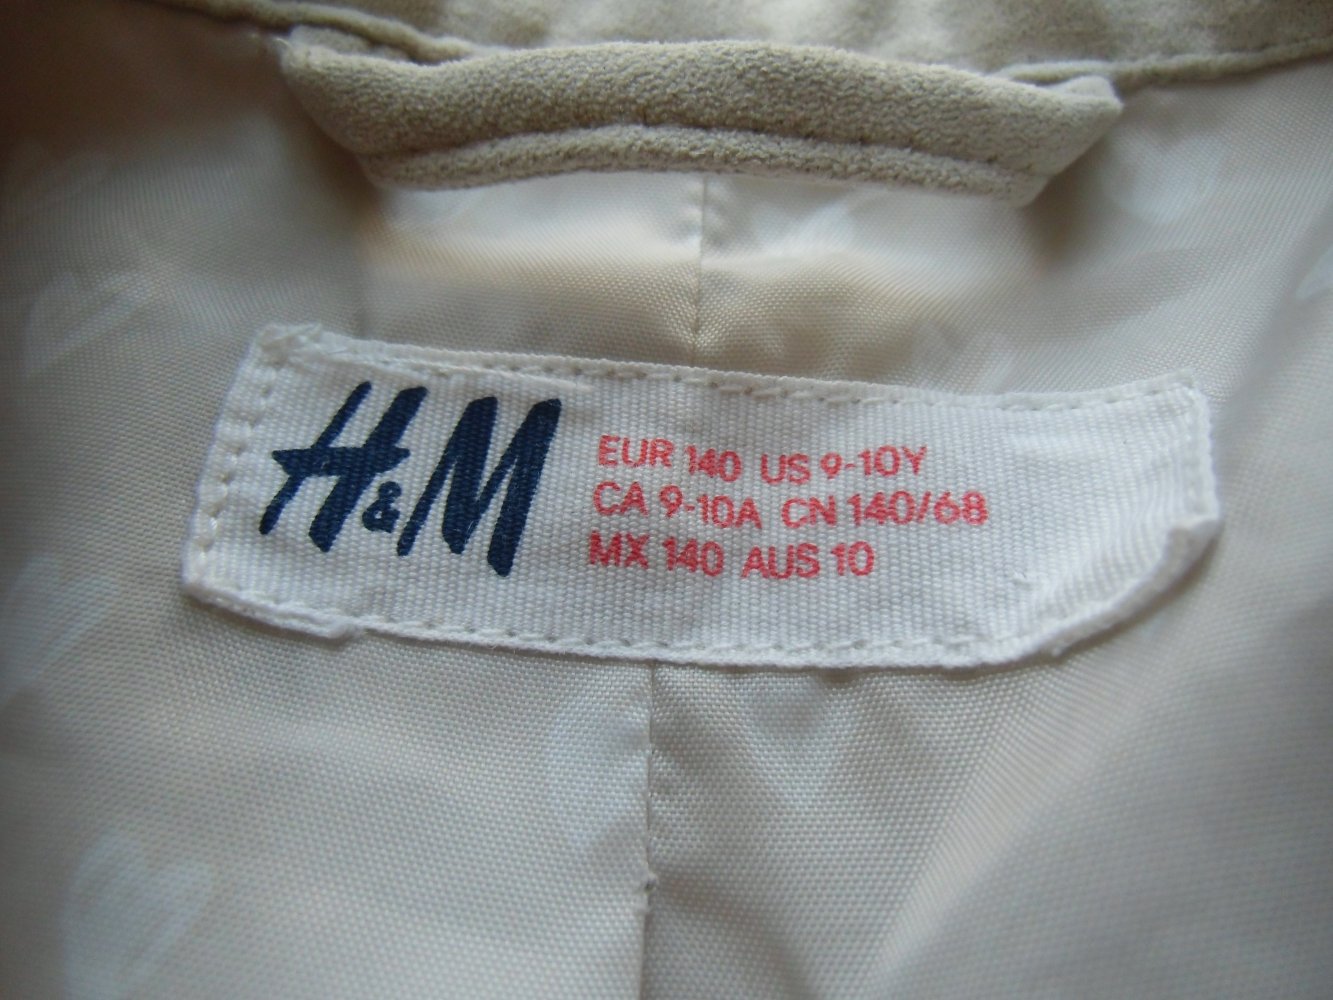 H&M
EUR 140 US 9-10Y
CA 9-10A CN 140/68
MX 140 AUS 10